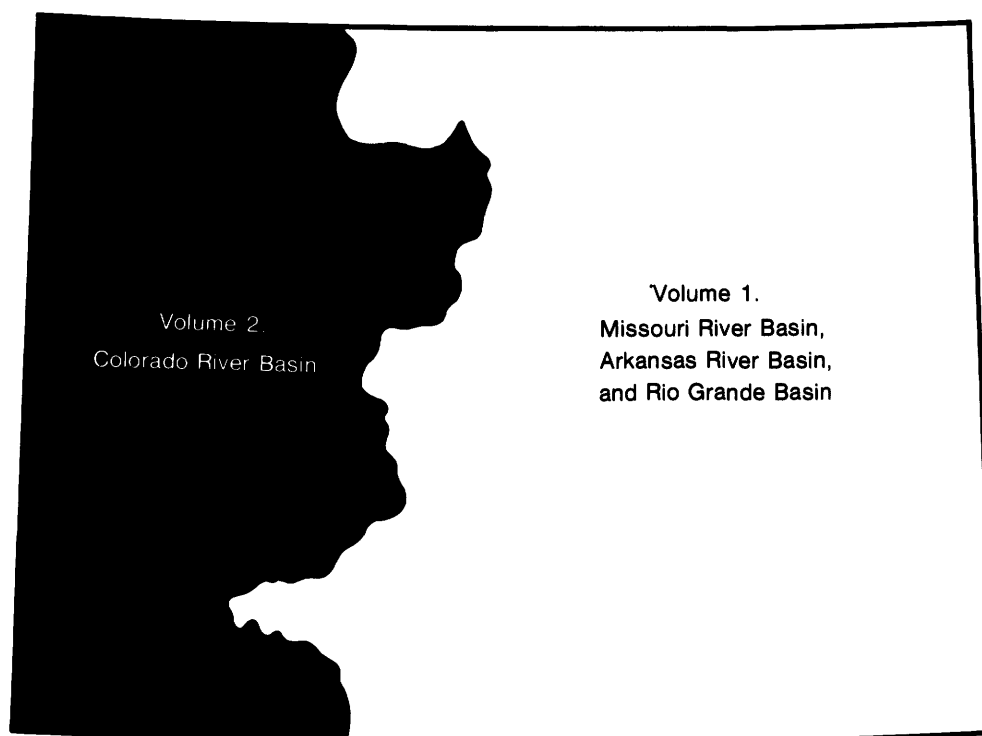 Volume 2.
Colorado River Basin
Volume 1.
Missouri River Basin,
Arkansas River Basin,
and Rio Grande Basin